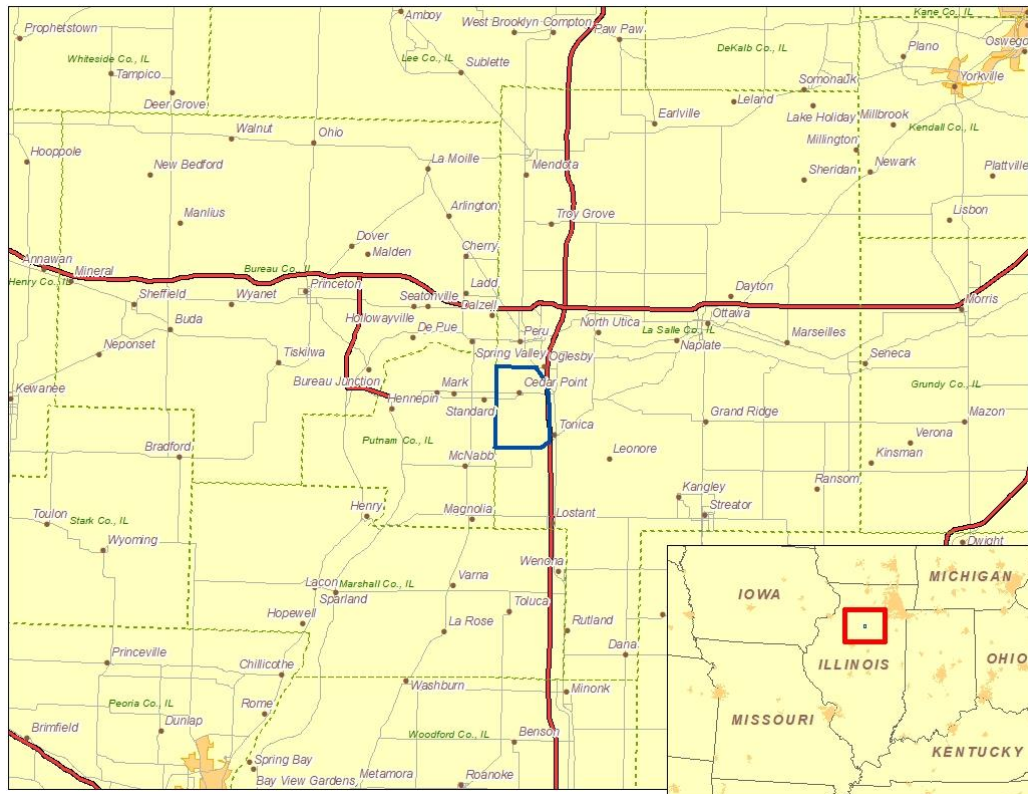 Kane Co., IL
Prophetstown
Amboy
West Brooklyn
Compton
Paw Paw
DeKalb Co., IL
Plano
Oswego
Whiteside Co., IL
Lee Co., IL
Sublette
Tampico
Somonauk
Yorkville
Deer Grove
Leland
Lake Holiday
Millbrook
Earlville
Kendall Co., IL
Walnut
Ohio
Millington
Hooppole
La Moille
Mendota
New Bedford
Sheridan
Newark
Plattville
Manlius
Arlington
Troy Grove
Lisbon
Dover
Malden
Cherry
Annawan
Mineral
Bureau Co., IL
Henry Co., IL
Princeton
Ladd
Dayton
Morris
Sheffield
Wyanet
Seatonville
Dalzell
Ottawa
Hollowayville
De Pue
Peru
North Utica
La Salle Co., IL
Marseilles
Buda
Naplate
Neponset
Tiskilwa
Spring Valley
Oglesby
Seneca
Bureau Junction
Mark
Cedar Point
Kewanee
Grundy Co., IL
Hennepin
Standard
Grand Ridge
Mazon
Tonica
Bradford
Putnam Co., IL
Verona
McNabb
Leonore
Kinsman
Kangley
Ransom
Toulon
Stark Co., IL
Henry
Magnolia
Streator
Lostant
Wyoming
Dwight
Wenona
Lacon
Marshall Co., IL
Varna
Sparland
Toluca
Hopewell
La Rose
Rutland
Dana
Princeville
Chillicothe
Washburn
Minonk
Peoria Co., IL
Rome
Dunlap
Brimfield
Woodford Co., IL
Benson
Spring Bay
Metamora
Bay View Gardens
Roanoke
IOWA
MICHIGAN
ILLINOIS
OHIO
MISSOURI
KENTUCKY